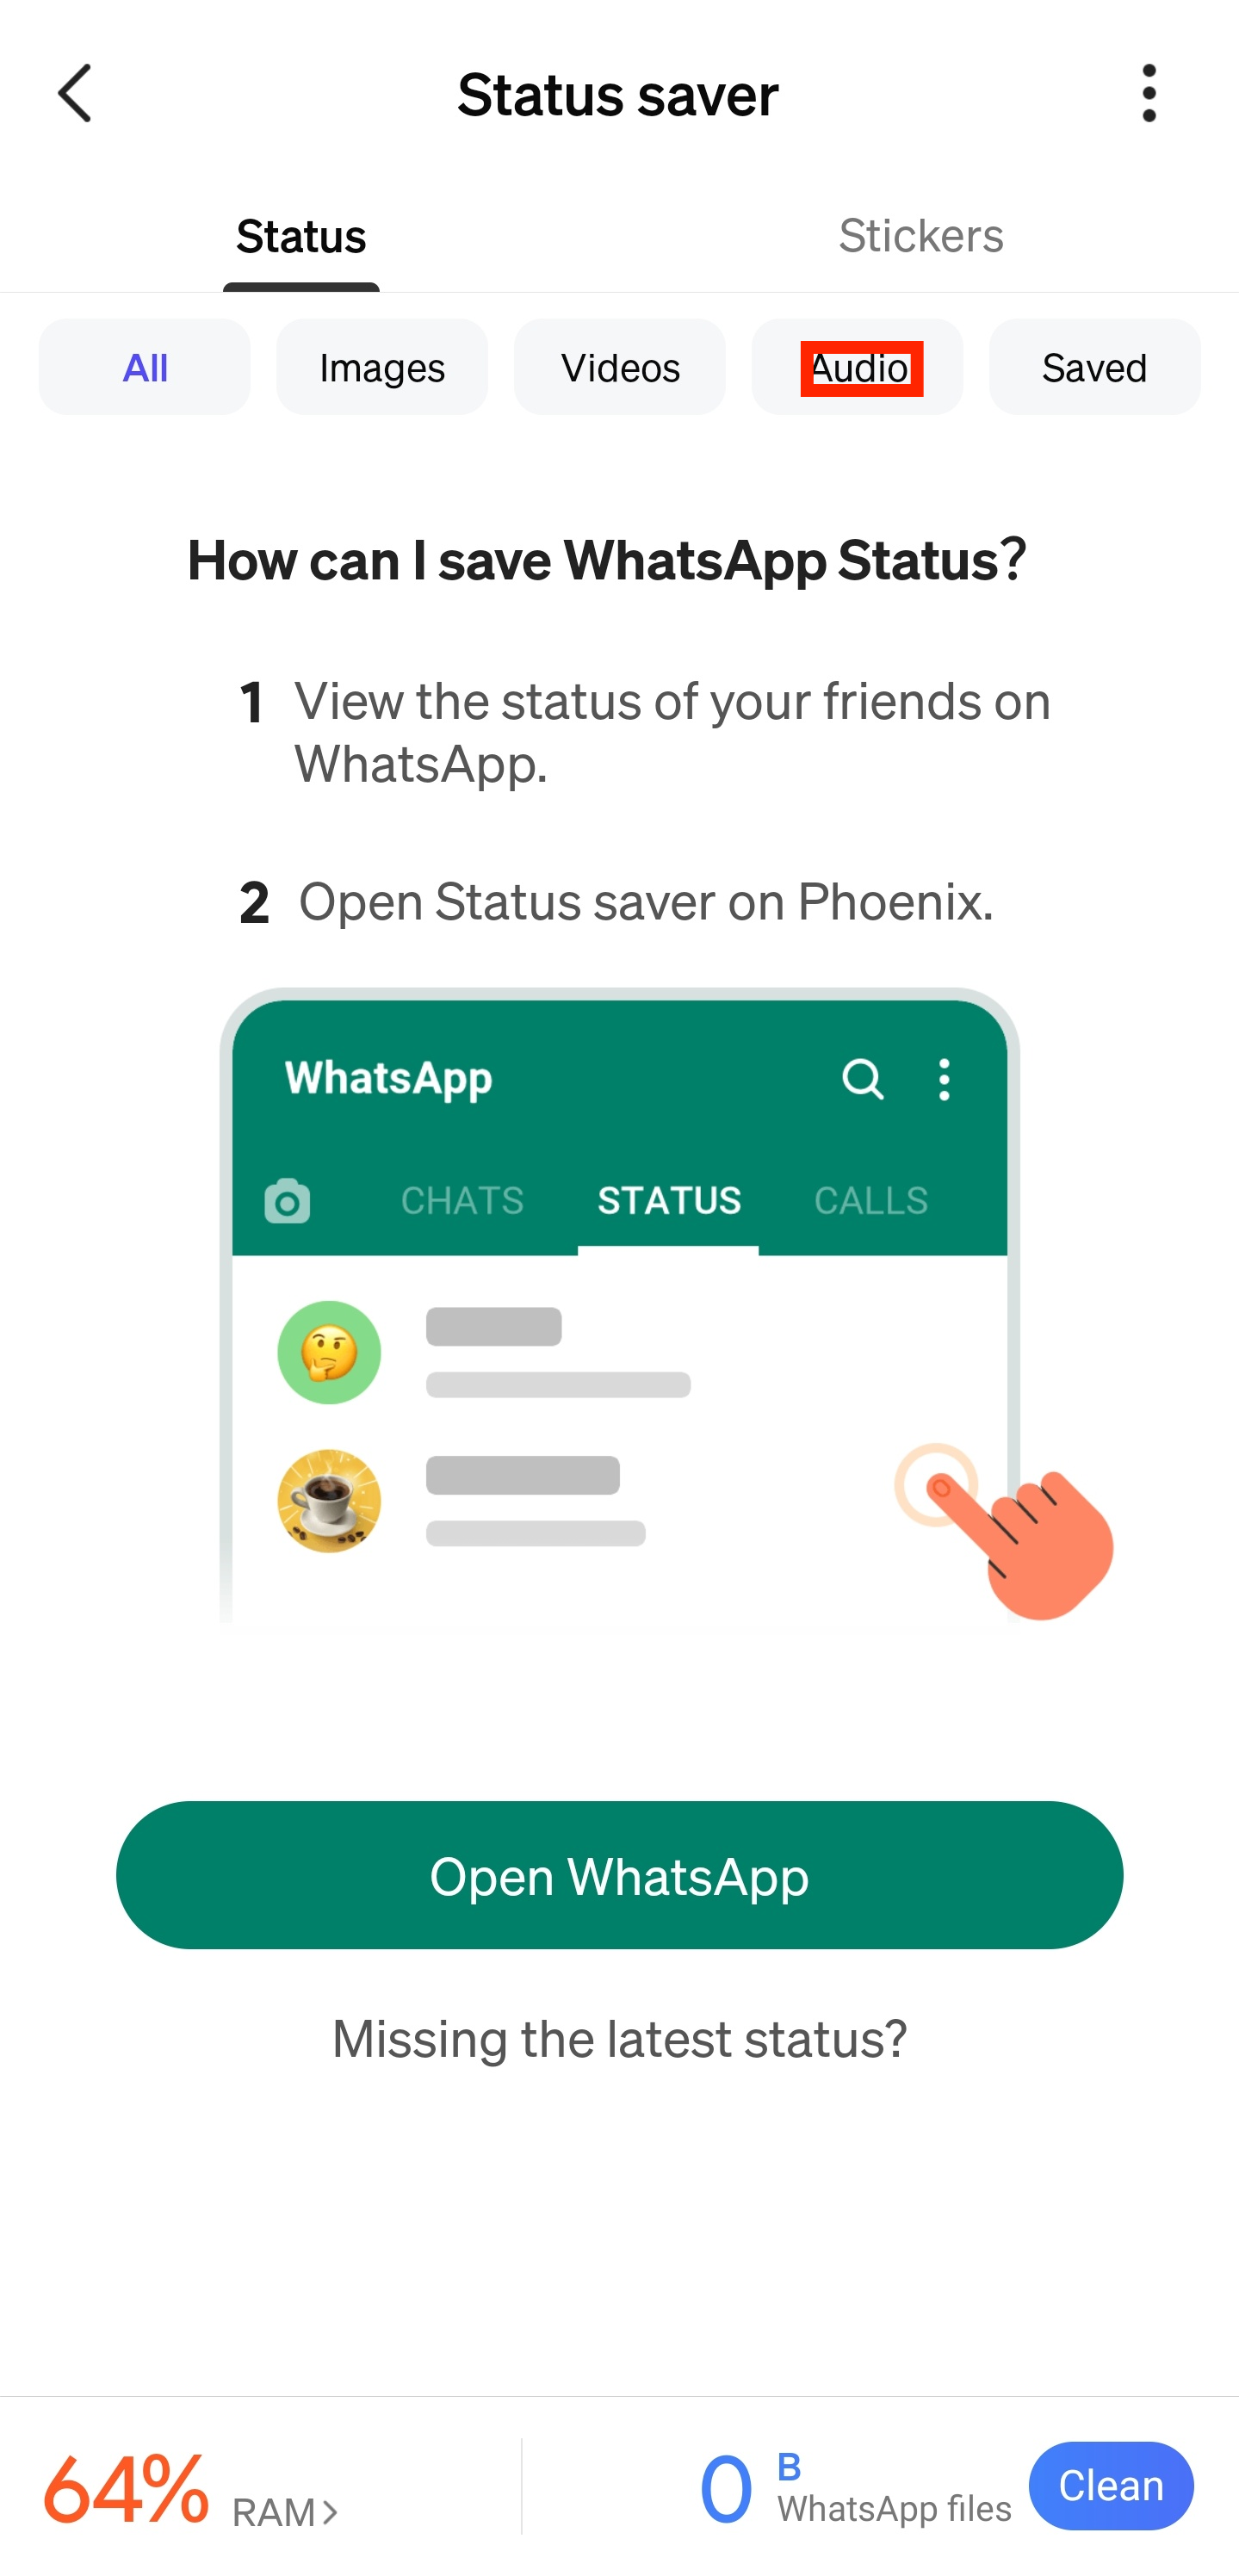 Status saver
Status Stickers
All Images Videos Audio Saved
How can I save WhatsApp Status?
1 View the status of your friends on
WhatsApp.
2 Open Status saver on Phoenix.
WhatsApp
CHATS STATUS CALLS
Open WhatsApp
Missing the latest status?
64% RAM> 0 B WhatsApp files Clean